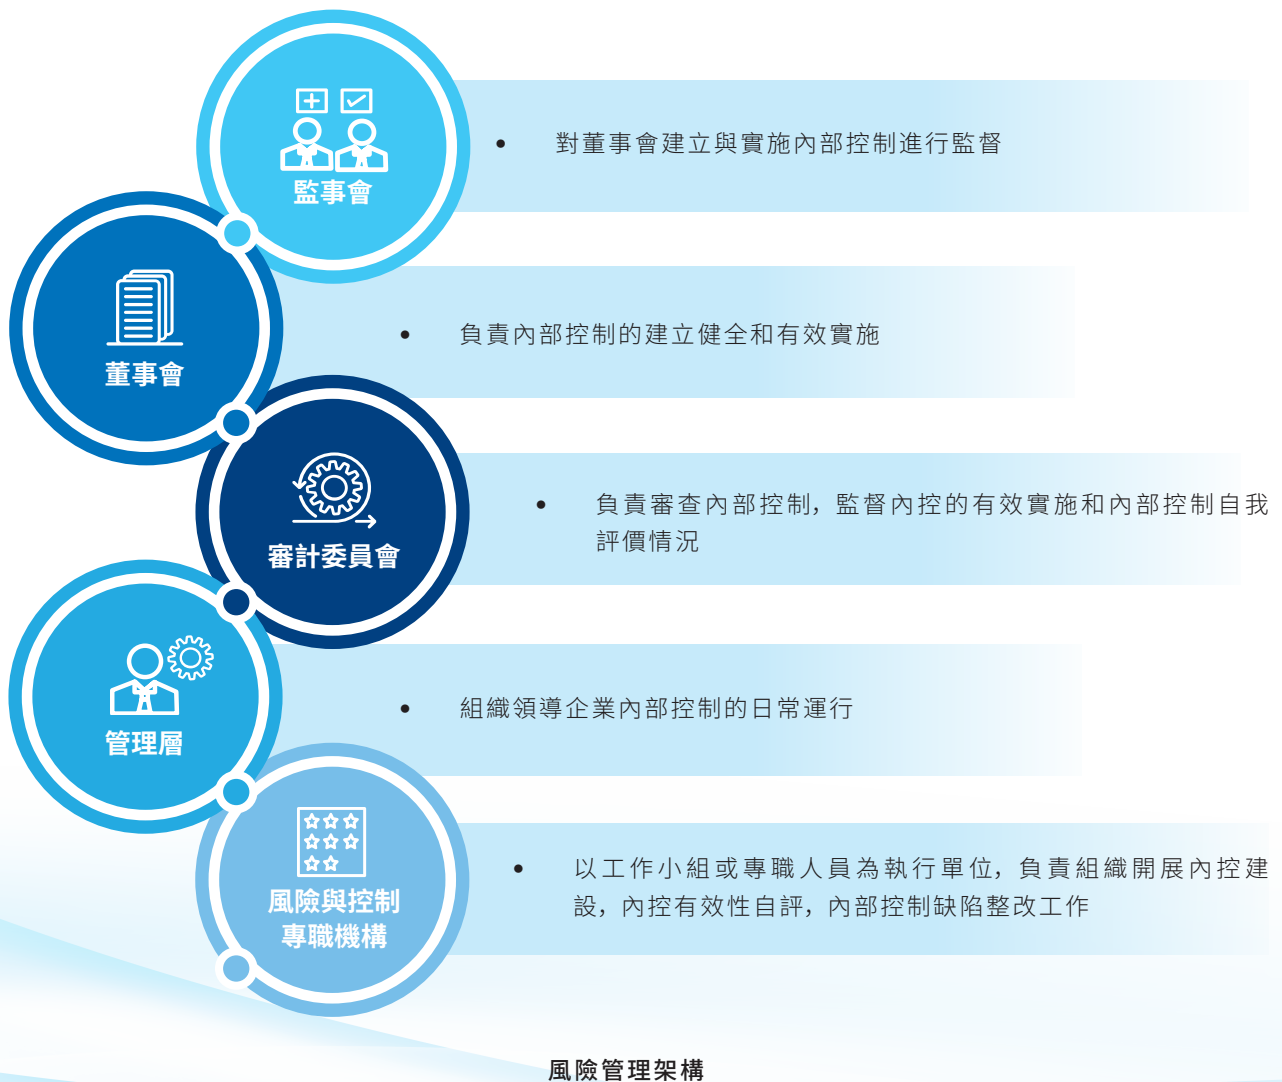 監事會
對董事會建立與實施內部控制進行監督
董事會
負責內部控制的建立健全和有效實施
審計委員會
負責審查內部控制，監督內控的有效實施和內部控制自我
評價情況
管理層
組織領導企業內部控制的日常運行
風險與控制
專職機構
以工作小組或專職人員為執行單位，負責組織開展內控建
設，內控有效性自評，內部控制缺陷整改工作
風險管理架構